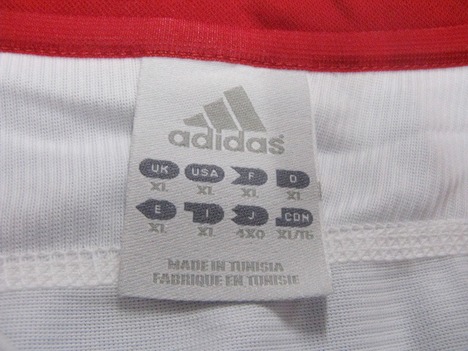 adidas
UK USA F D
XL XL XL XL
E I J CDN
XL XL 4XO XL/TG
MADE IN TUNISIA
FABRIQUE EN TUNISIE